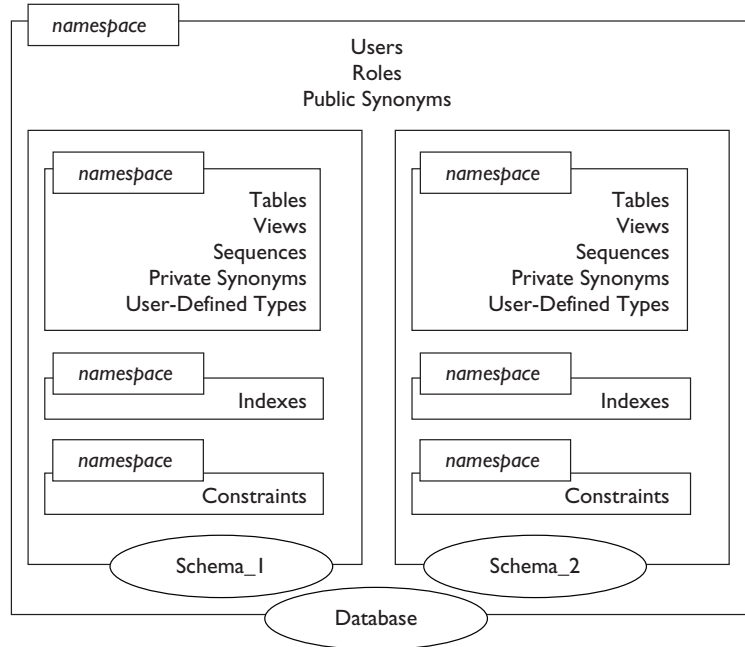 namespace
Users
Roles
Public Synonyms
namespace
Tables
Views
Sequences
Private Synonyms
User-Defined Types
namespace
Indexes
namespace
Constraints
Schema_1
namespace
Tables
Views
Sequences
Private Synonyms
User-Defined Types
namespace
Indexes
namespace
Constraints
Schema_2
Database